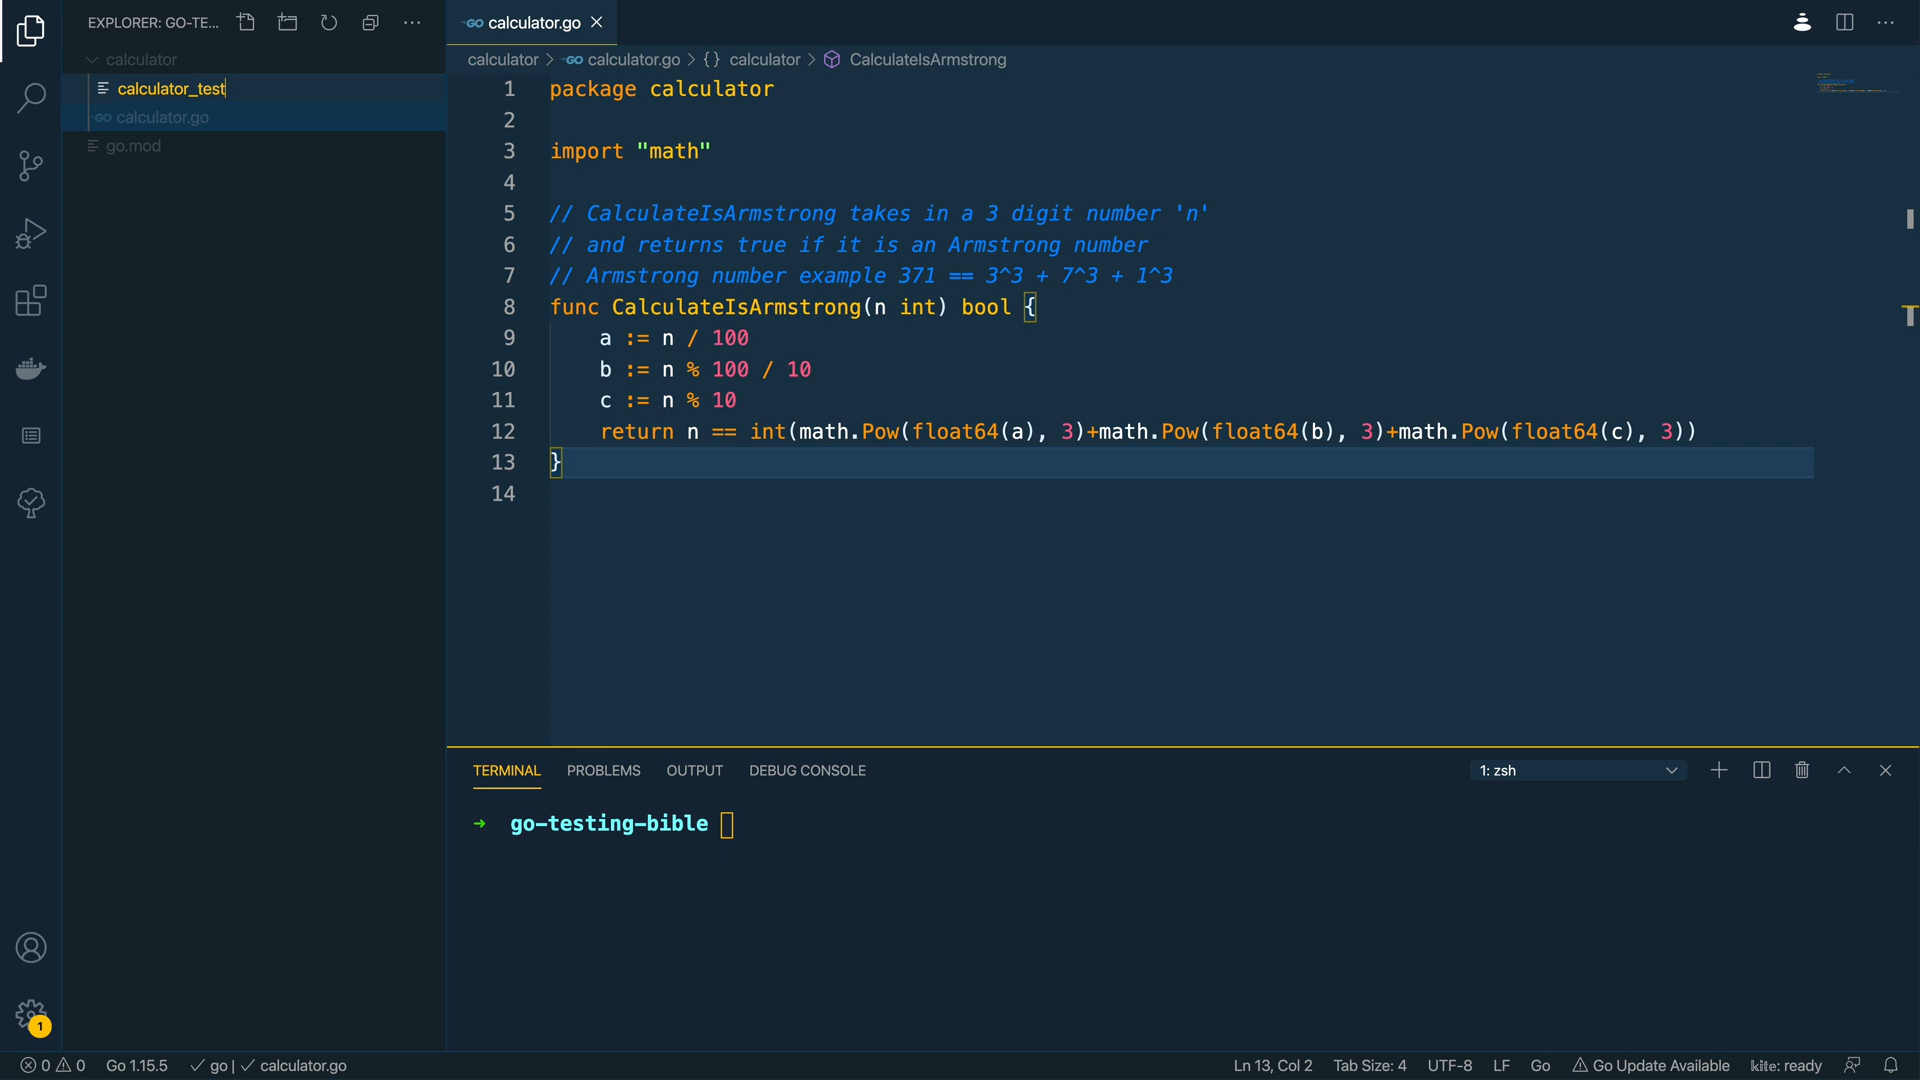 EXPLORER: GO-TE...
calculator
calculator_test
calculator.go
go.mod
calculator.go
calculator > calculator.go > {} calculator > CalculateIsArmstrong
1 package calculator
2
3 import "math"
4
5 // CalculateIsArmstrong takes in a 3 digit number 'n'
6 // and returns true if it is an Armstrong number
7 // Armstrong number example 371 == 3^3 + 7^3 + 1^3
8 func CalculateIsArmstrong(n int) bool {
9 a := n / 100
10 b := n % 100 / 10
11 c := n % 10
12 return n == int(math.Pow(float64(a), 3)+math.Pow(float64(b), 3)+math.Pow(float64(c), 3))
13 }
14
TERMINAL PROBLEMS OUTPUT DEBUG CONSOLE 1: zsh
→ go-testing-bible
1
0 0 Go 1.15.5 ✓ go | ✓ calculator.go Ln 13, Col 2 Tab Size: 4 UTF-8 LF Go Go Update Available kite: ready